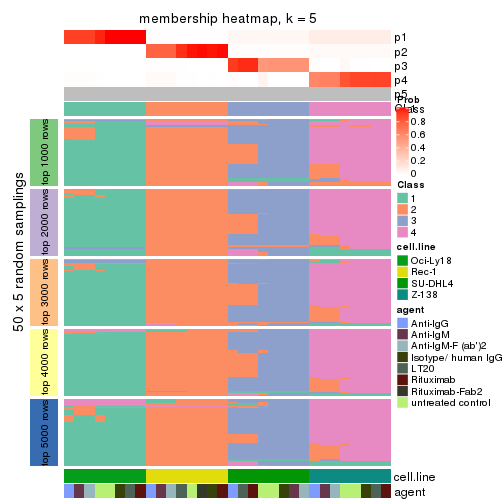 membership heatmap, k = 5
p1
p2
p3
p4
p5
Class
Prob
1
0.8
0.6
0.4
0.2
0
Class
1
2
3
4
cell.line
Oci-Ly18
Rec-1
SU-DHL4
Z-138
agent
Anti-IgG
Anti-IgM
Anti-IgM-F (ab')2
Isotype/ human IgG
LT20
Rituximab
Rituximab-Fab2
untreated control
50 x 5 random samplings
top 1000 rows
top 2000 rows
top 3000 rows
top 4000 rows
top 5000 rows
cell.line
agent